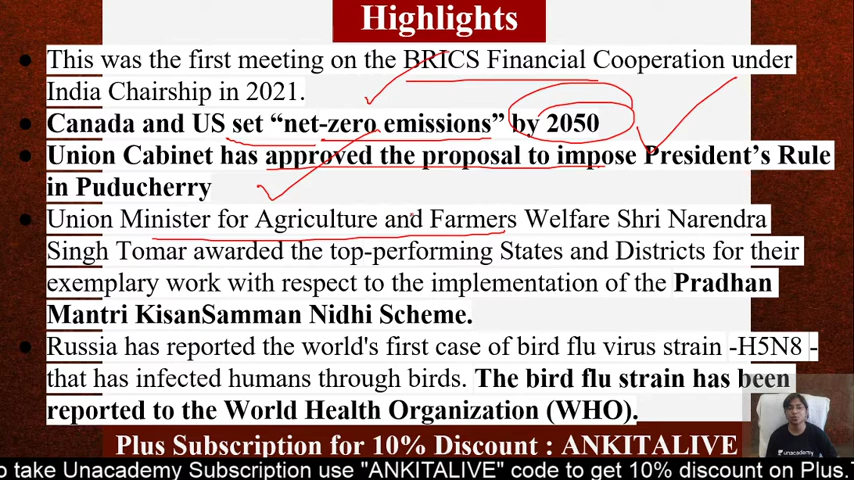 Highlights
This was the first meeting on the BRICS Financial Cooperation under
India Chairship in 2021.
Canada and US set “net-zero emissions” by 2050
Union Cabinet has approved the proposal to impose President’s Rule
in Puducherry
Union Minister for Agriculture and Farmers Welfare Shri Narendra
Singh Tomar awarded the top-performing States and Districts for their
exemplary work with respect to the implementation of the Pradhan
Mantri KisanSamman Nidhi Scheme.
Russia has reported the world's first case of bird flu virus strain -H5N8 -
that has infected humans through birds. The bird flu strain has been
reported to the World Health Organization (WHO).
unacademy
Plus Subscription for 10% Discount : ANKITALIVE
o take Unacademy Subscription use "ANKITALIVE" code to get 10% discount on Plus.T